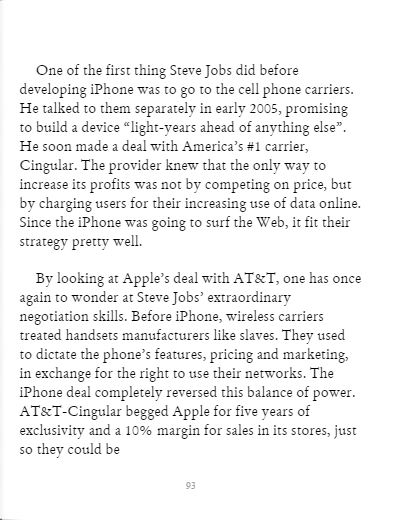 One of the first thing Steve Jobs did before
developing iPhone was to go to the cell phone carriers.
He talked to them separately in early 2005, promising
to build a device “light-years ahead of anything else”.
He soon made a deal with America’s #1 carrier,
Cingular. The provider knew that the only way to
increase its profits was not by competing on price, but
by charging users for their increasing use of data online.
Since the iPhone was going to surf the Web, it fit their
strategy pretty well.
By looking at Apple’s deal with AT&T, one has once
again to wonder at Steve Jobs’ extraordinary
negotiation skills. Before iPhone, wireless carriers
treated handsets manufacturers like slaves. They used
to dictate the phone’s features, pricing and marketing,
in exchange for the right to use their networks. The
iPhone deal completely reversed this balance of power.
AT&T-Cingular begged Apple for five years of
exclusivity and a 10% margin for sales in its stores, just
so they could be
93